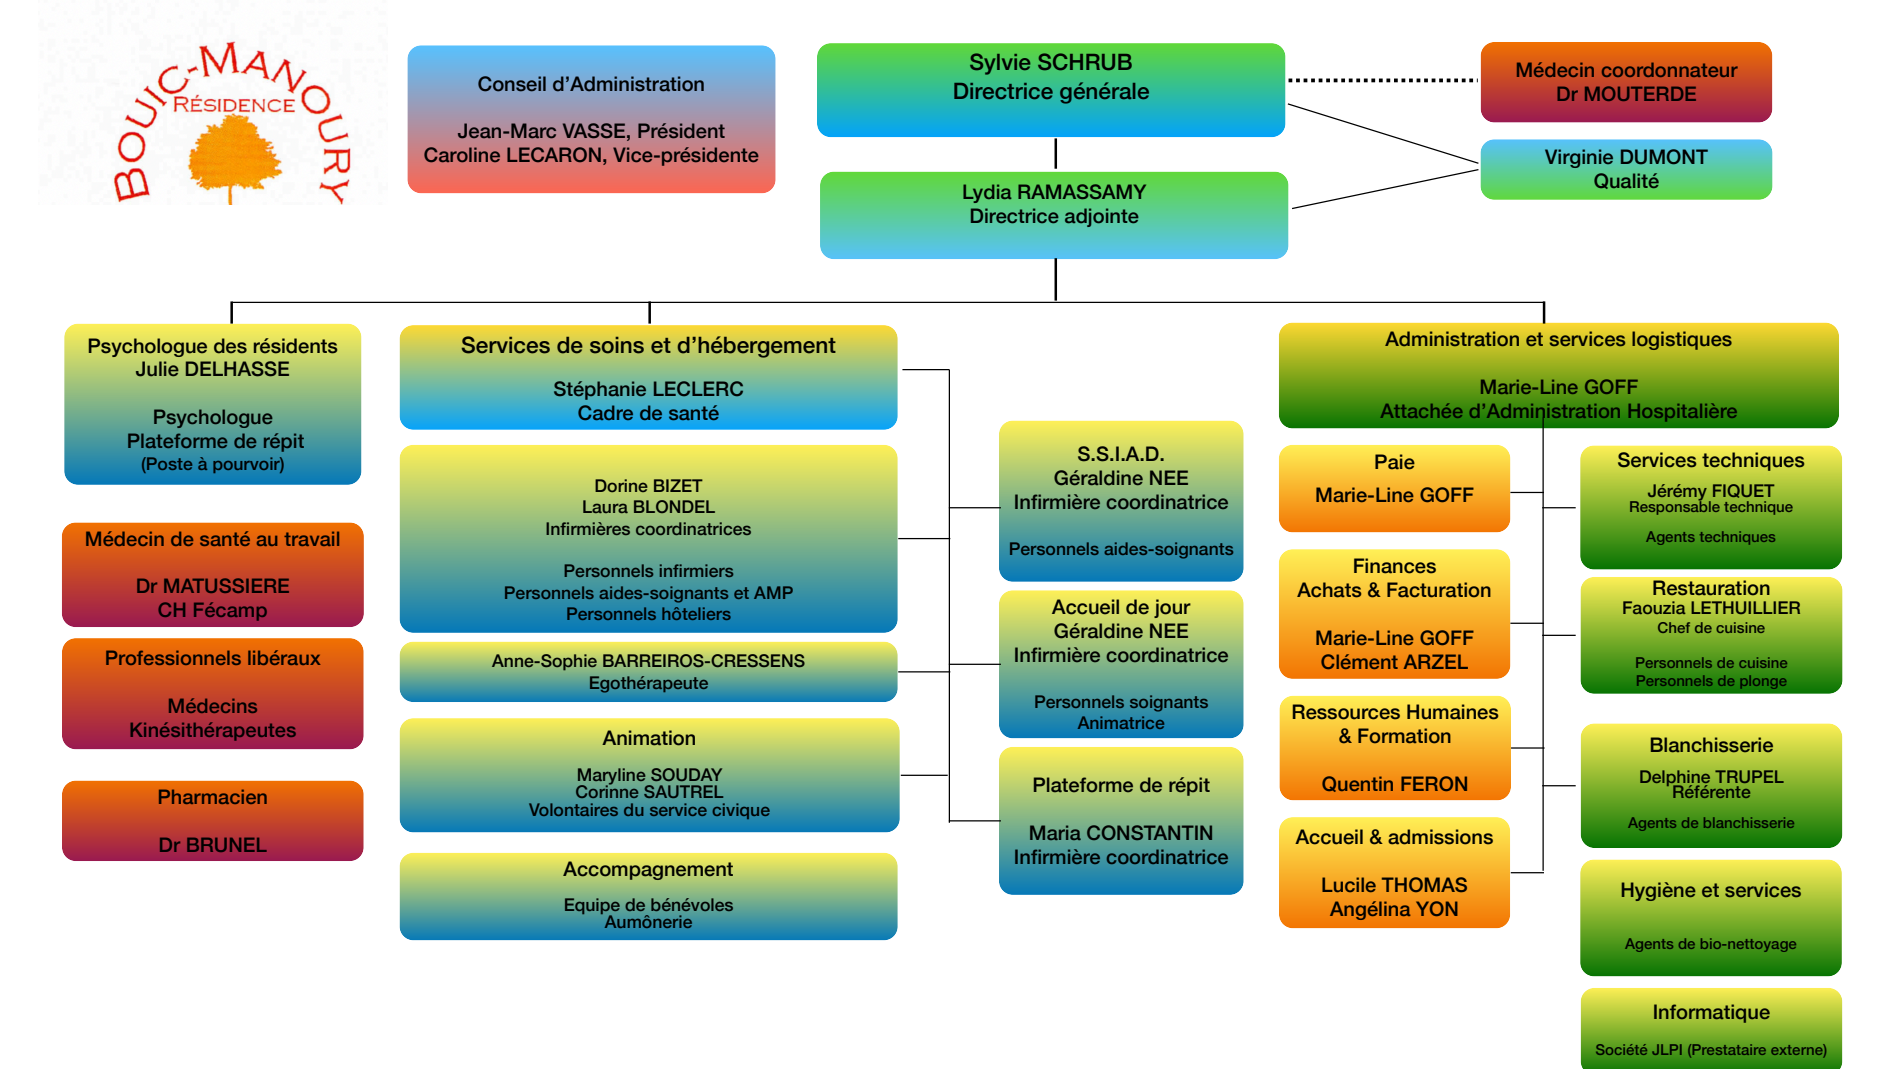 BOUIC-MANOURY
RÉSIDENCE
Conseil d'Administration
Jean-Marc VASSE, Président
Caroline LECARON, Vice-présidente
Sylvie SCHRUB
Directrice générale
Médecin coordonnateur
Dr MOUTERDE
Virginie DUMONT
Qualité
Lydia RAMASSAMY
Directrice adjointe
Psychologue des résidents
Julie DELHASSE
Psychologue
Plateforme de répit
(Poste à pourvoir)
Médecin de santé au travail
Dr MATUSSIERE
CH Fécamp
Professionnels libéraux
Médecins
Kinésithérapeutes
Pharmacien
Dr BRUNEL
Services de soins et d'hébergement
Stéphanie LECLERC
Cadre de santé
Dorine BIZET
Laura BLONDEL
Infirmières coordinatrices
Personnels infirmiers
Personnels aides-soignants et AMP
Personnels hôteliers
Anne-Sophie BARREIROS-CRESSENS
Egothérapeute
Animation
Maryline SOUDAY
Corinne SAUTREL
Volontaires du service civique
Accompagnement
Equipe de bénévoles
Aumônerie
S.S.I.A.D.
Géraldine NEE
Infirmière coordinatrice
Personnels aides-soignants
Accueil de jour
Géraldine NEE
Infirmière coordinatrice
Personnels soignants
Animatrice
Plateforme de répit
Maria CONSTANTIN
Infirmière coordinatrice
Administration et services logistiques
Marie-Line GOFF
Attachée d'Administration Hospitalière
Paie
Marie-Line GOFF
Finances
Achats & Facturation
Marie-Line GOFF
Clément ARZEL
Ressources Humaines
& Formation
Quentin FERON
Accueil & admissions
Lucile THOMAS
Angélina YON
Services techniques
Jérémy FIQUET
Responsable technique
Agents techniques
Restauration
Faouzia LETHUILLIER
Chef de cuisine
Personnels de cuisine
Personnels de plonge
Blanchisserie
Delphine TRUPEL
Référente
Agents de blanchisserie
Hygiène et services
Agents de bio-nettoyage
Informatique
Société JLPI (Prestataire externe)